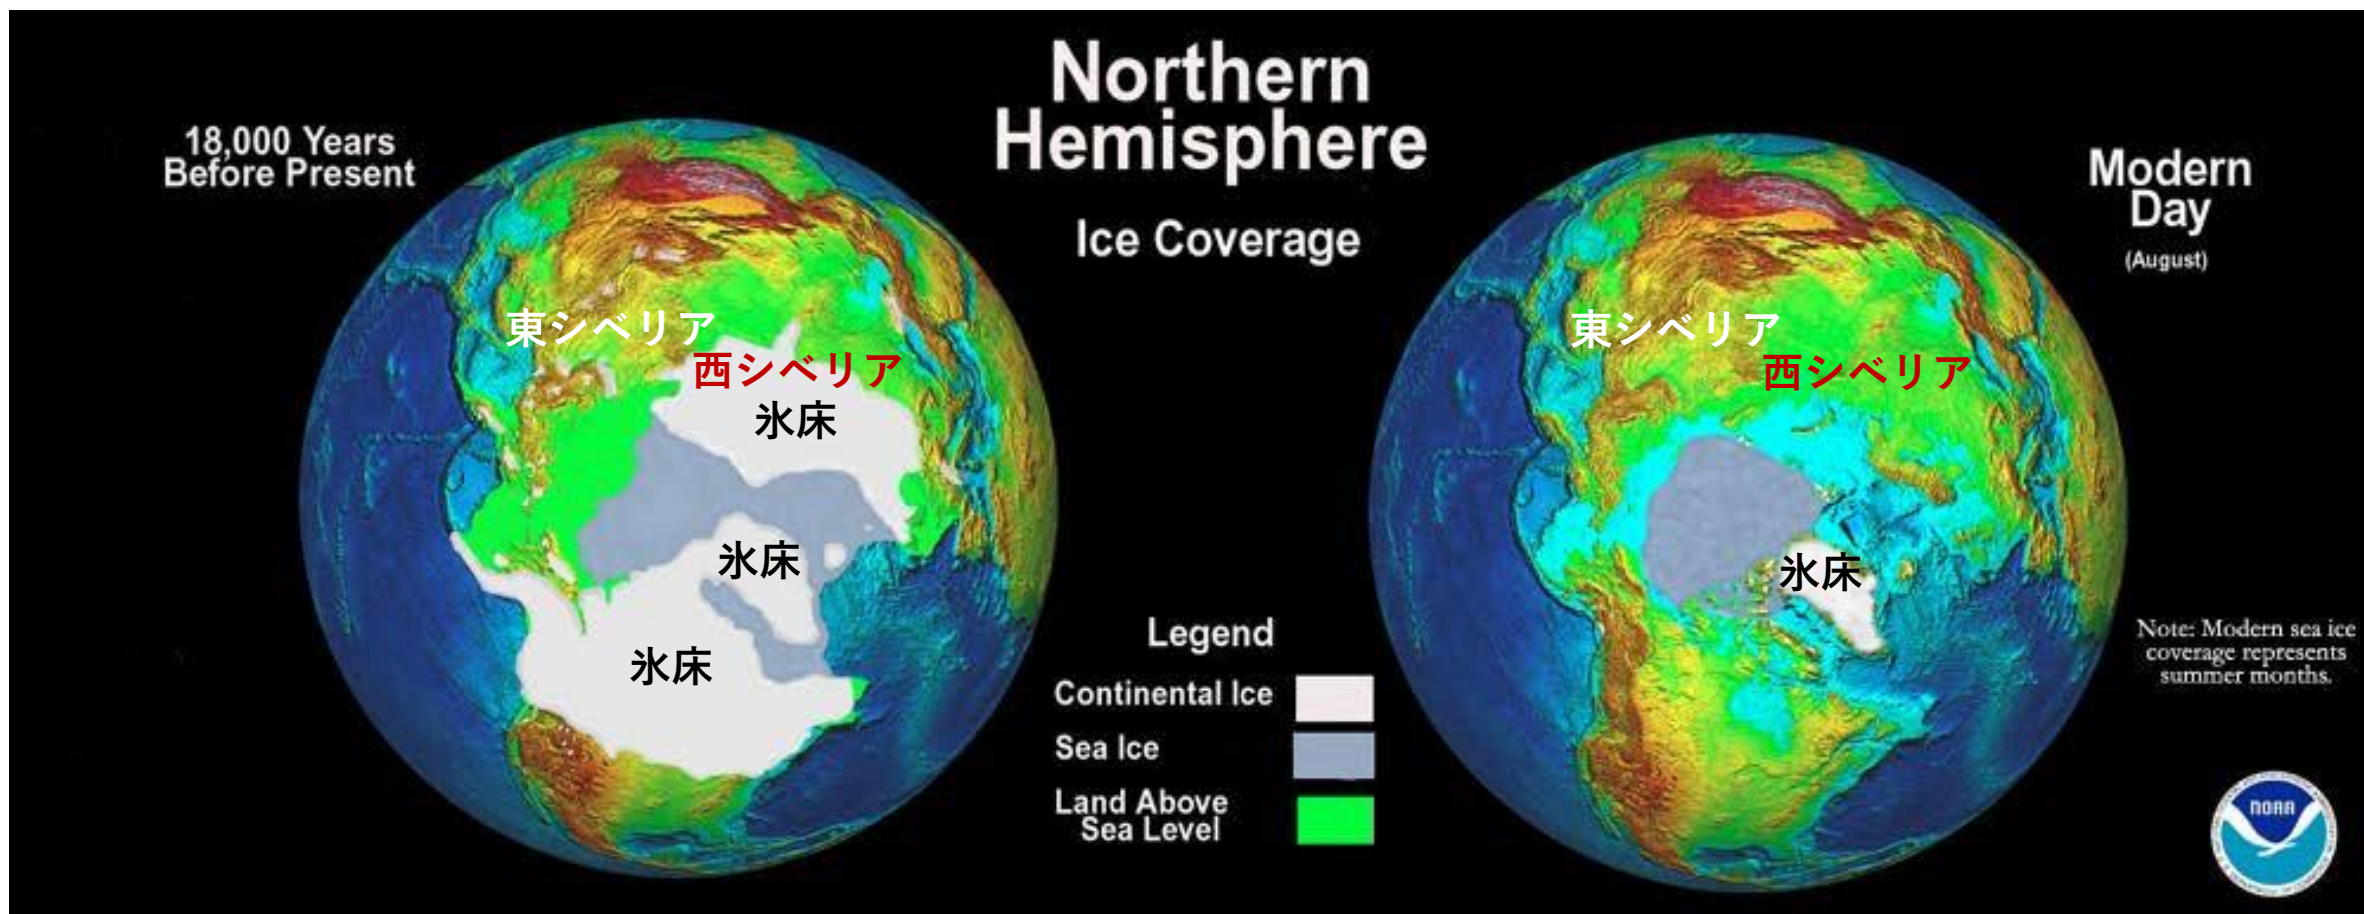 Northern
Hemisphere
Ice Coverage
18,000 Years
Before Present
東シベリア
西シベリア
氷床
氷床
氷床
Modern
Day
(August)
東シベリア
西シベリア
氷床
Legend
Continental Ice
Sea Ice
Land Above
Sea Level
Note: Modern sea ice
coverage represents
summer months.
NOAA